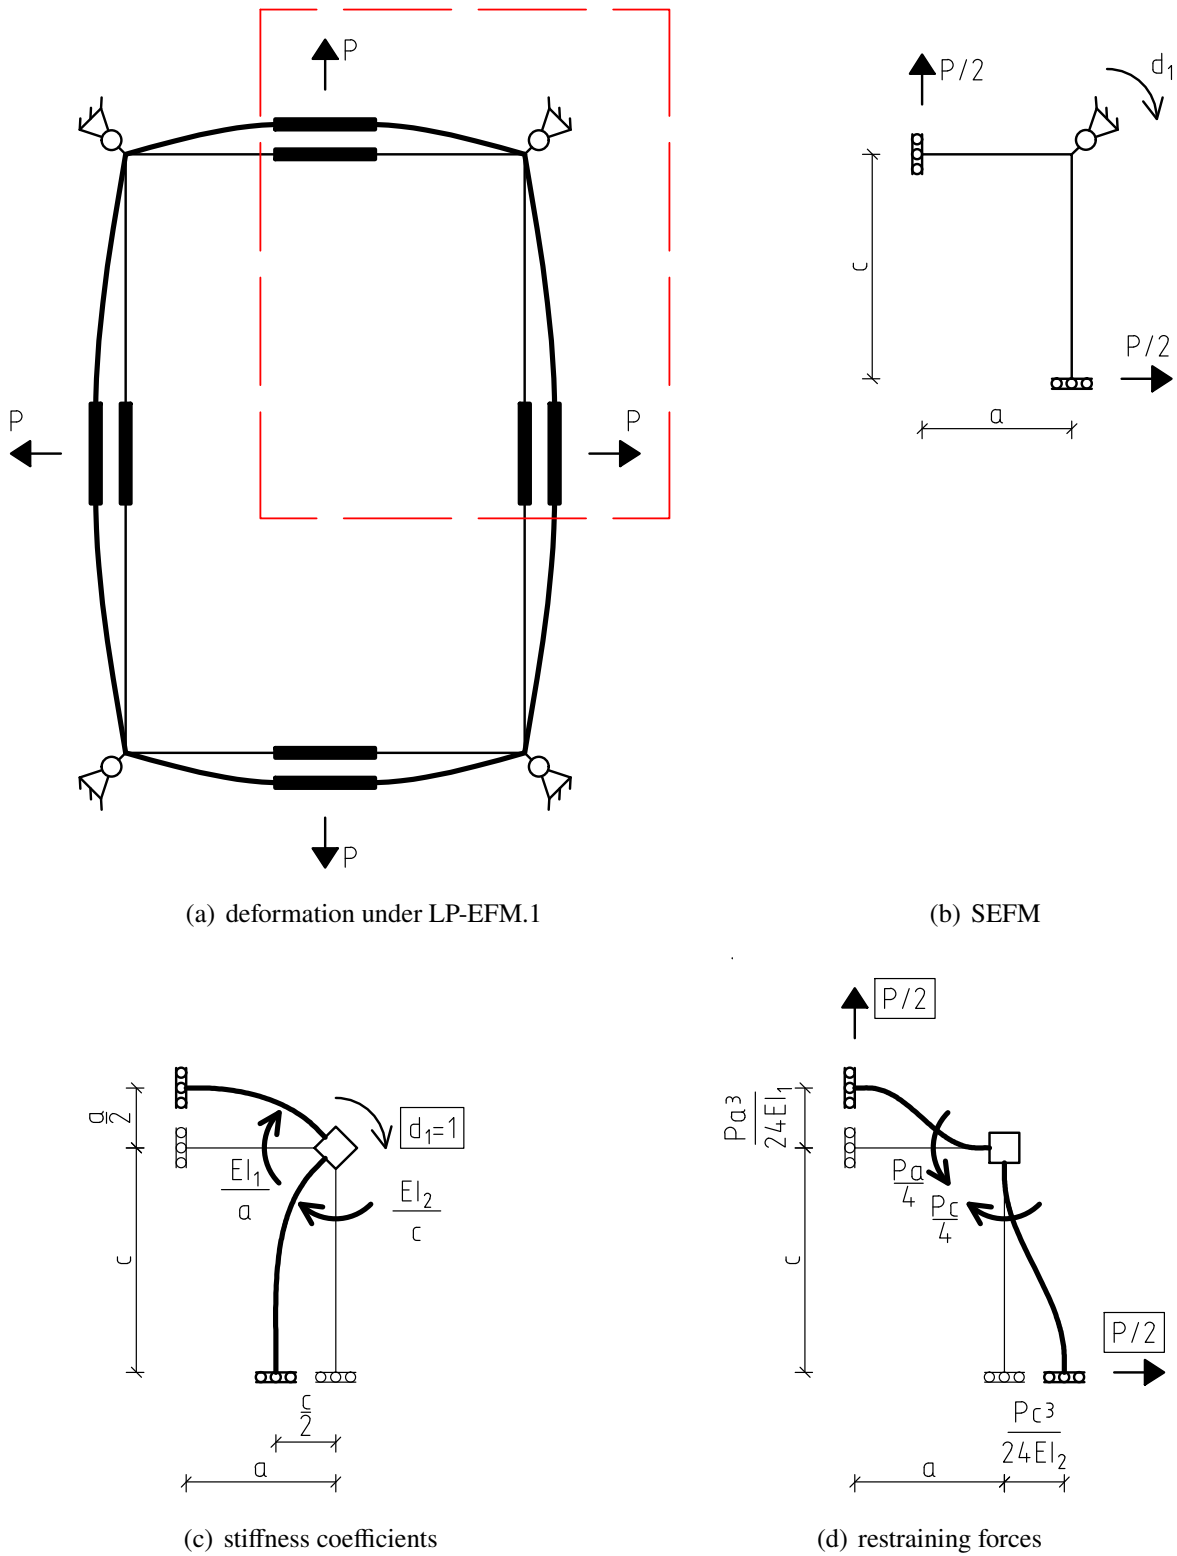 P
P
P
P
(a) deformation under LP-EFM.1
P/2
d₁
c
P/2
a
(b) SEFM
a/2
c
EI₁/a
d₁=1
EI₂/c
c/2
a
(c) stiffness coefficients
P/2
Pa³/24EI₁
c
Pa/4
Pc/4
P/2
Pc³/24EI₂
a
(d) restraining forces